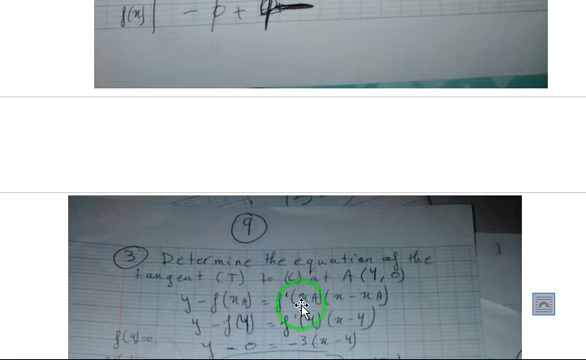 f(x) - 0 +
9
3 Determine the equation of the
tangent (T) to (C) at A(4, 0)
y - f(xA) = f'(xA)(x - xA)
y - f(4) = f'(4)(x - 4)
f(4)=0
y - 0 = -3(x - 4)